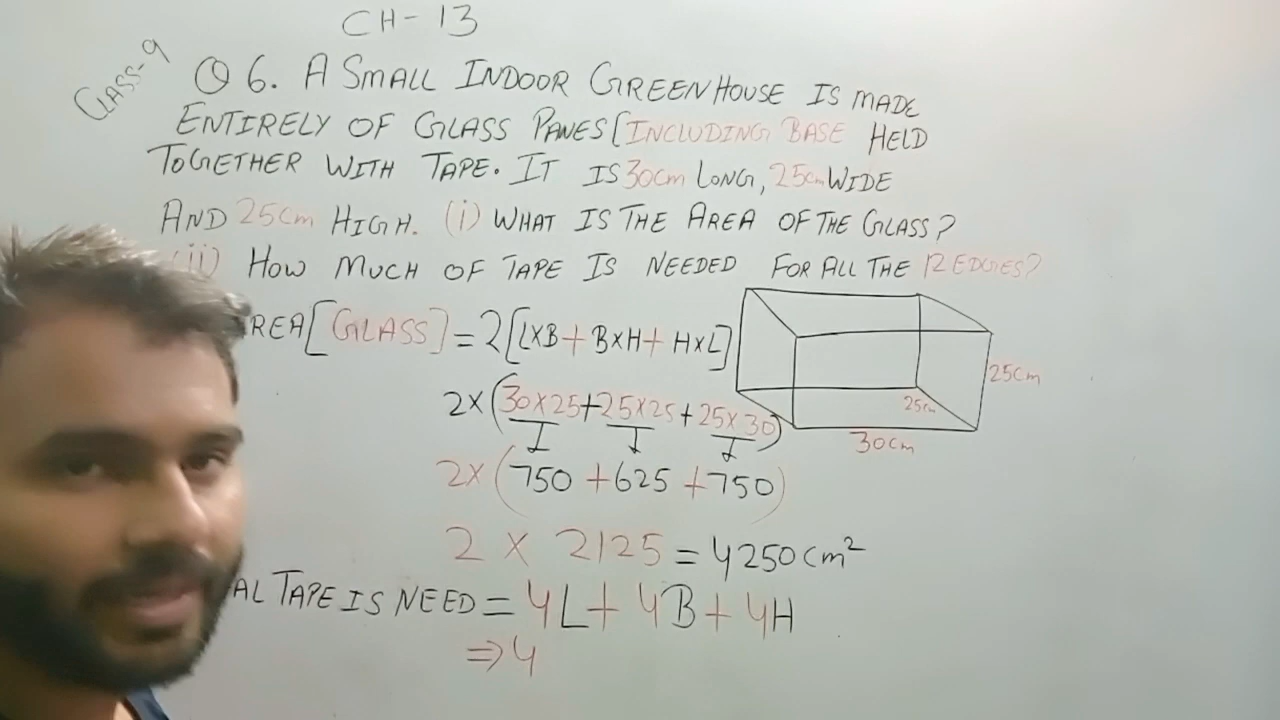 CH-13
CLASS-9
Q 6. A SMALL INDOOR GREENHOUSE IS MADE
ENTIRELY OF GLASS PANES [INCLUDING BASE HELD
TOGETHER WITH TAPE. IT IS 30cm LONG, 25cm WIDE
AND 25cm HIGH. (i) WHAT IS THE AREA OF THE GLASS?
(ii) HOW MUCH OF TAPE IS NEEDED FOR ALL THE 12 EDGES?
REA[GLASS] = 2[L×B+ B×H+ H×L]
25cm
2×(30×25+25×25+25×30)
25cm
30cm
2×(750+625+750)
2 × 2125 = 4250cm²
AL TAPE IS NEED = 4L+ 4B+ 4H
⇒ 4